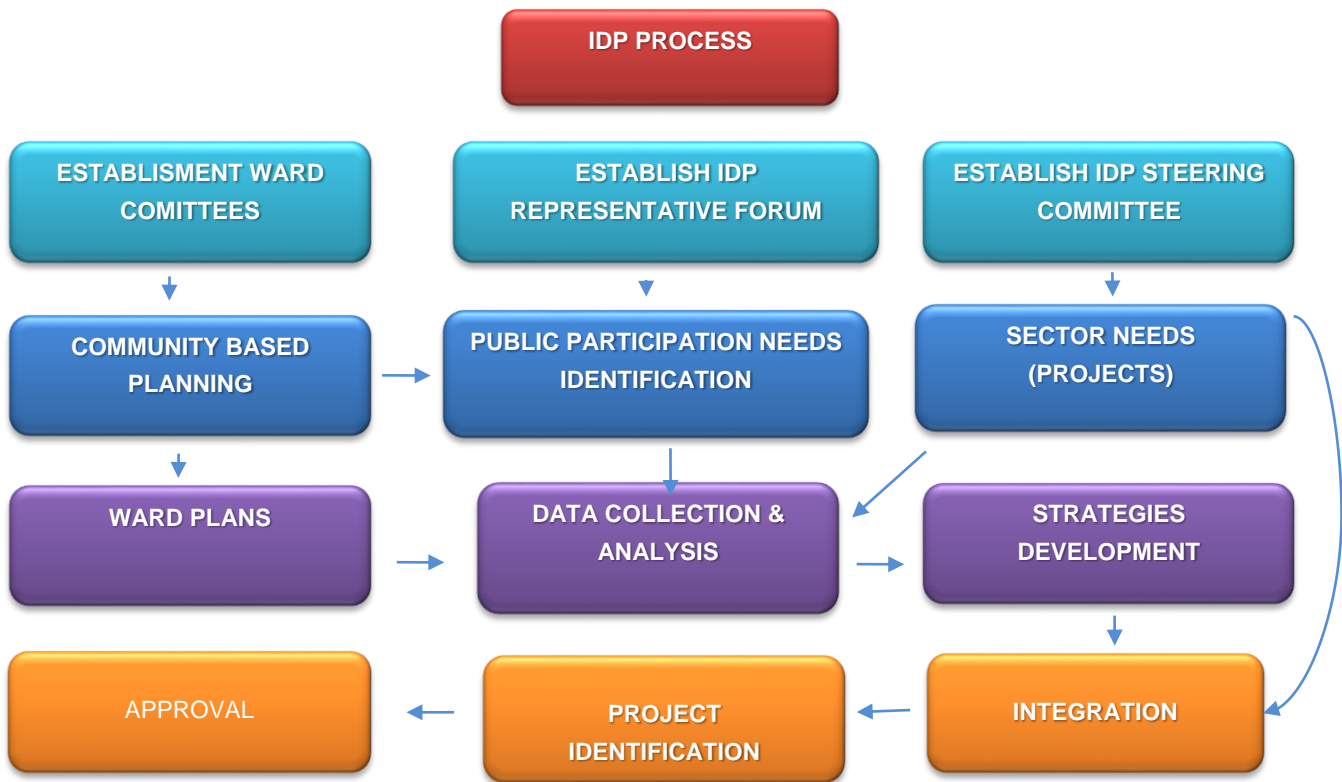 IDP PROCESS
ESTABLISMENT WARD
COMITTEES
ESTABLISH IDP
REPRESENTATIVE FORUM
ESTABLISH IDP STEERING
COMMITTEE
COMMUNITY BASED
PLANNING
PUBLIC PARTICIPATION NEEDS
IDENTIFICATION
SECTOR NEEDS
(PROJECTS)
WARD PLANS
DATA COLLECTION &
ANALYSIS
STRATEGIES
DEVELOPMENT
APPROVAL
PROJECT
IDENTIFICATION
INTEGRATION